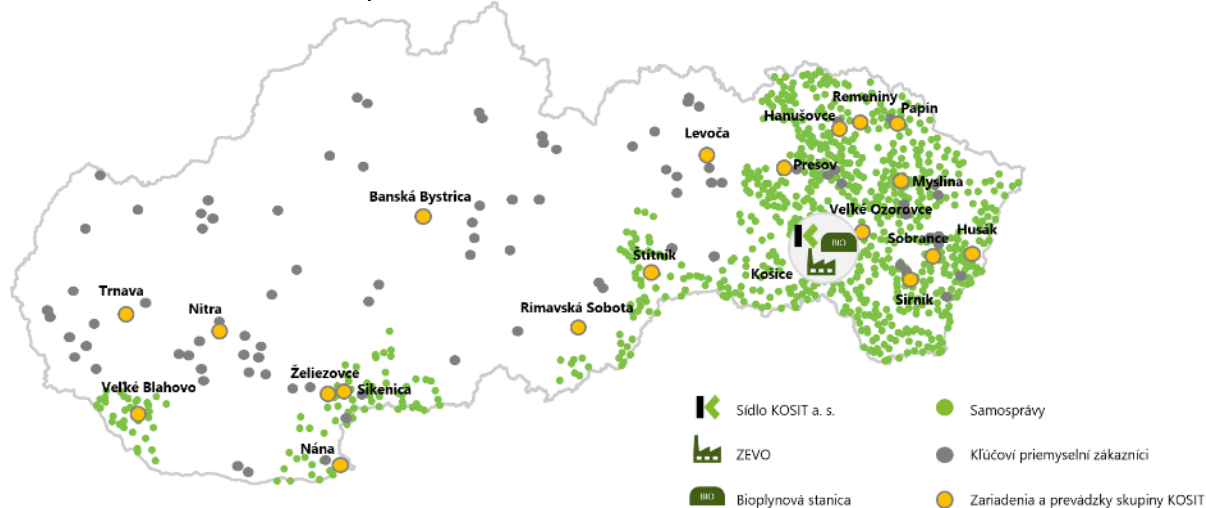 Remeniny
Papín
Hanušovce
Levoča
Prešov
Myslina
Banská Bystrica
Veľké Ozorovce
Husák
Sobrance
BIO
Štítnik
Košice
Sirník
Trnava
Nitra
Rimavská Sobota
Želiezovce
Sikenica
Veľké Blahovo
Nána
Sídlo KOSIT a. s.
Samosprávy
ZEVO
Kľúčoví priemyselní zákazníci
BIO
Bioplynová stanica
Zariadenia a prevádzky skupiny KOSIT